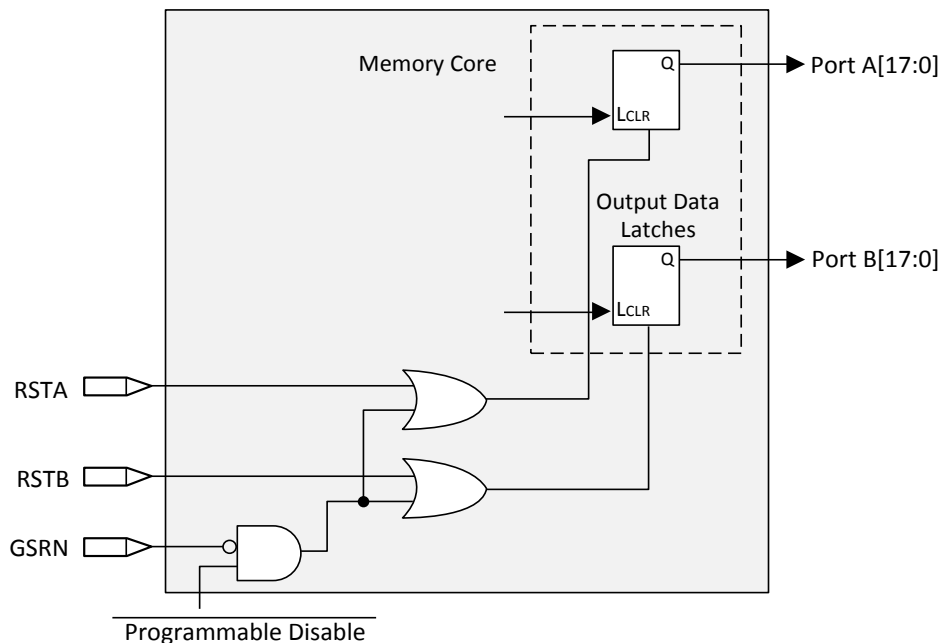 Memory Core
Q
Port A[17:0]
LCLR
Output Data
Latches
Q
Port B[17:0]
LCLR
RSTA
RSTB
GSRN
Programmable Disable